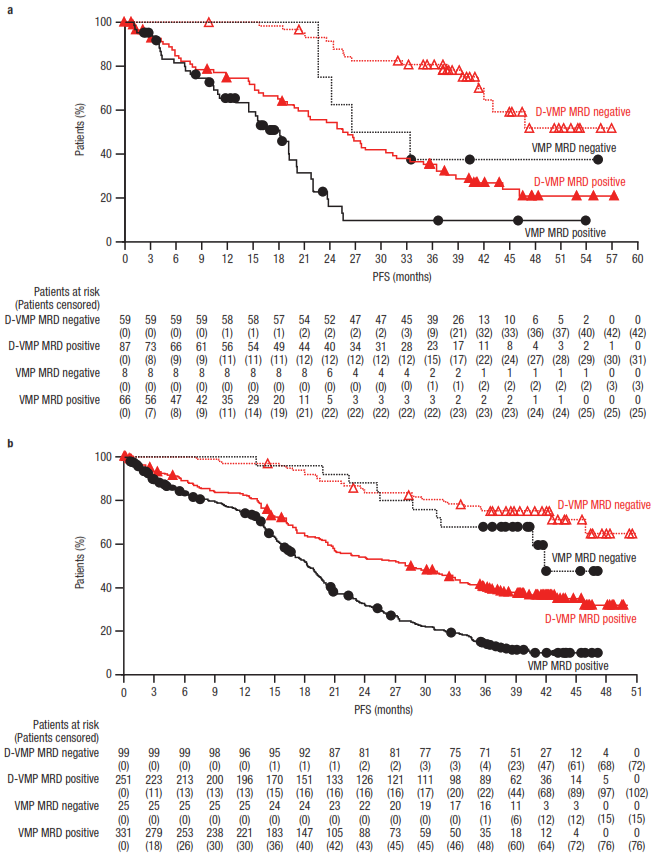 a
100
80
60
40
20
0
Patients (%)
D-VMP MRD negative
VMP MRD negative
D-VMP MRD positive
VMP MRD positive
0 3 6 9 12 15 18 21 24 27 30 33 36 39 42 45 48 51 54 57 60
PFS (months)
Patients at risk
(Patients censored)
D-VMP MRD negative 59 59 59 59 58 58 57 54 52 47 47 45 39 26 13 10 6 5 2 0 0
(0) (0) (0) (0) (1) (1) (1) (2) (2) (2) (2) (3) (9) (21) (32) (33) (36) (37) (40) (42) (42)
D-VMP MRD positive 87 73 66 61 56 54 49 44 40 34 31 28 23 17 11 8 4 3 2 1 0
(0) (8) (9) (9) (11) (11) (11) (12) (12) (12) (12) (12) (15) (17) (22) (24) (27) (28) (29) (30) (31)
VMP MRD negative 8 8 8 8 8 8 8 8 6 4 4 4 2 2 1 1 1 1 1 0 0
(0) (0) (0) (0) (0) (0) (0) (0) (0) (0) (0) (0) (1) (1) (2) (2) (2) (2) (2) (3) (3)
VMP MRD positive 66 56 47 42 35 29 20 11 5 3 3 3 3 2 2 2 1 1 0 0 0
(0) (7) (8) (9) (11) (14) (19) (21) (22) (22) (22) (22) (22) (23) (23) (23) (24) (24) (25) (25) (25)
b
100
80
60
40
20
0
Patients (%)
D-VMP MRD negative
VMP MRD negative
D-VMP MRD positive
VMP MRD positive
0 3 6 9 12 15 18 21 24 27 30 33 36 39 42 45 48 51
PFS (months)
Patients at risk
(Patients censored)
D-VMP MRD negative 99 99 99 98 96 95 92 87 81 81 77 75 71 51 27 12 4 0
(0) (0) (0) (0) (0) (1) (1) (1) (2) (2) (3) (3) (4) (23) (47) (61) (68) (72)
D-VMP MRD positive 251 223 213 200 196 170 151 133 126 121 111 98 89 62 36 14 5 0
(0) (11) (13) (13) (13) (15) (16) (16) (16) (16) (17) (20) (22) (44) (68) (89) (97) (102)
VMP MRD negative 25 25 25 25 25 24 24 23 22 20 19 17 16 11 3 3 0 0
(0) (0) (0) (0) (0) (0) (0) (0) (0) (0) (0) (0) (1) (6) (12) (12) (15) (15)
VMP MRD positive 331 279 253 238 221 183 147 105 88 73 59 50 35 18 12 4 0 0
(0) (18) (26) (30) (30) (36) (40) (42) (43) (45) (45) (46) (48) (60) (64) (72) (76) (76)